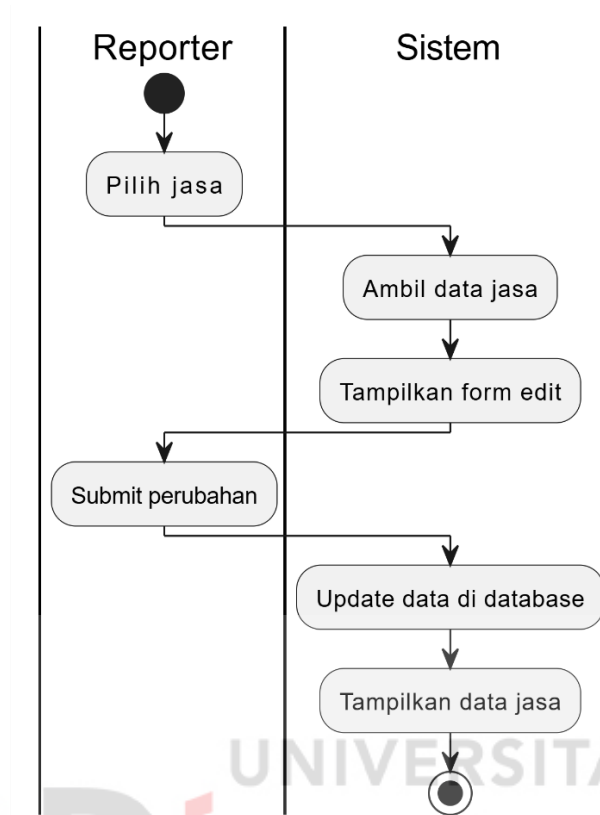 Reporter
Sistem
Pilih jasa
Ambil data jasa
Tampilkan form edit
Submit perubahan
Update data di database
Tampilkan data jasa